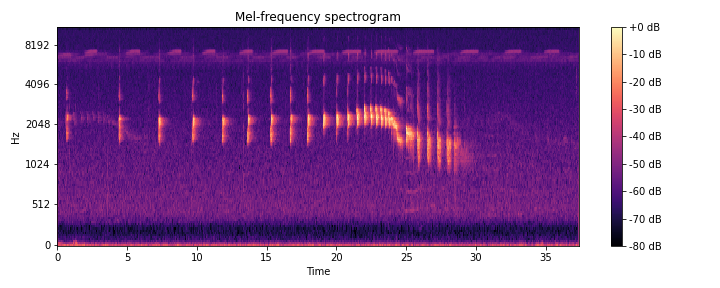 Mel-frequency spectrogram
Hz
8192
4096
2048
1024
512
0
0 5 10 15 20 25 30 35
Time
+0 dB
-10 dB
-20 dB
-30 dB
-40 dB
-50 dB
-60 dB
-70 dB
-80 dB